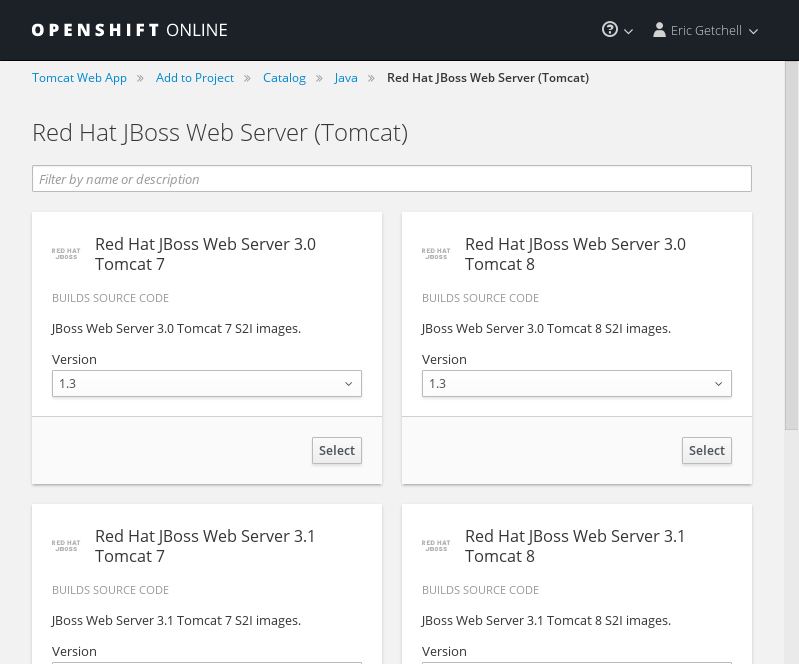 OPENSHIFT ONLINE
Eric Getchell
Tomcat Web App » Add to Project » Catalog » Java » Red Hat JBoss Web Server (Tomcat)
Red Hat JBoss Web Server (Tomcat)
Filter by name or description
RED HAT
JBOSS
Red Hat JBoss Web Server 3.0
Tomcat 7
BUILDS SOURCE CODE
JBoss Web Server 3.0 Tomcat 7 S2I images.
Version
1.3
Select
RED HAT
JBOSS
Red Hat JBoss Web Server 3.0
Tomcat 8
BUILDS SOURCE CODE
JBoss Web Server 3.0 Tomcat 8 S2I images.
Version
1.3
Select
RED HAT
JBOSS
Red Hat JBoss Web Server 3.1
Tomcat 7
BUILDS SOURCE CODE
JBoss Web Server 3.1 Tomcat 7 S2I images.
Version
RED HAT
JBOSS
Red Hat JBoss Web Server 3.1
Tomcat 8
BUILDS SOURCE CODE
JBoss Web Server 3.1 Tomcat 8 S2I images.
Version